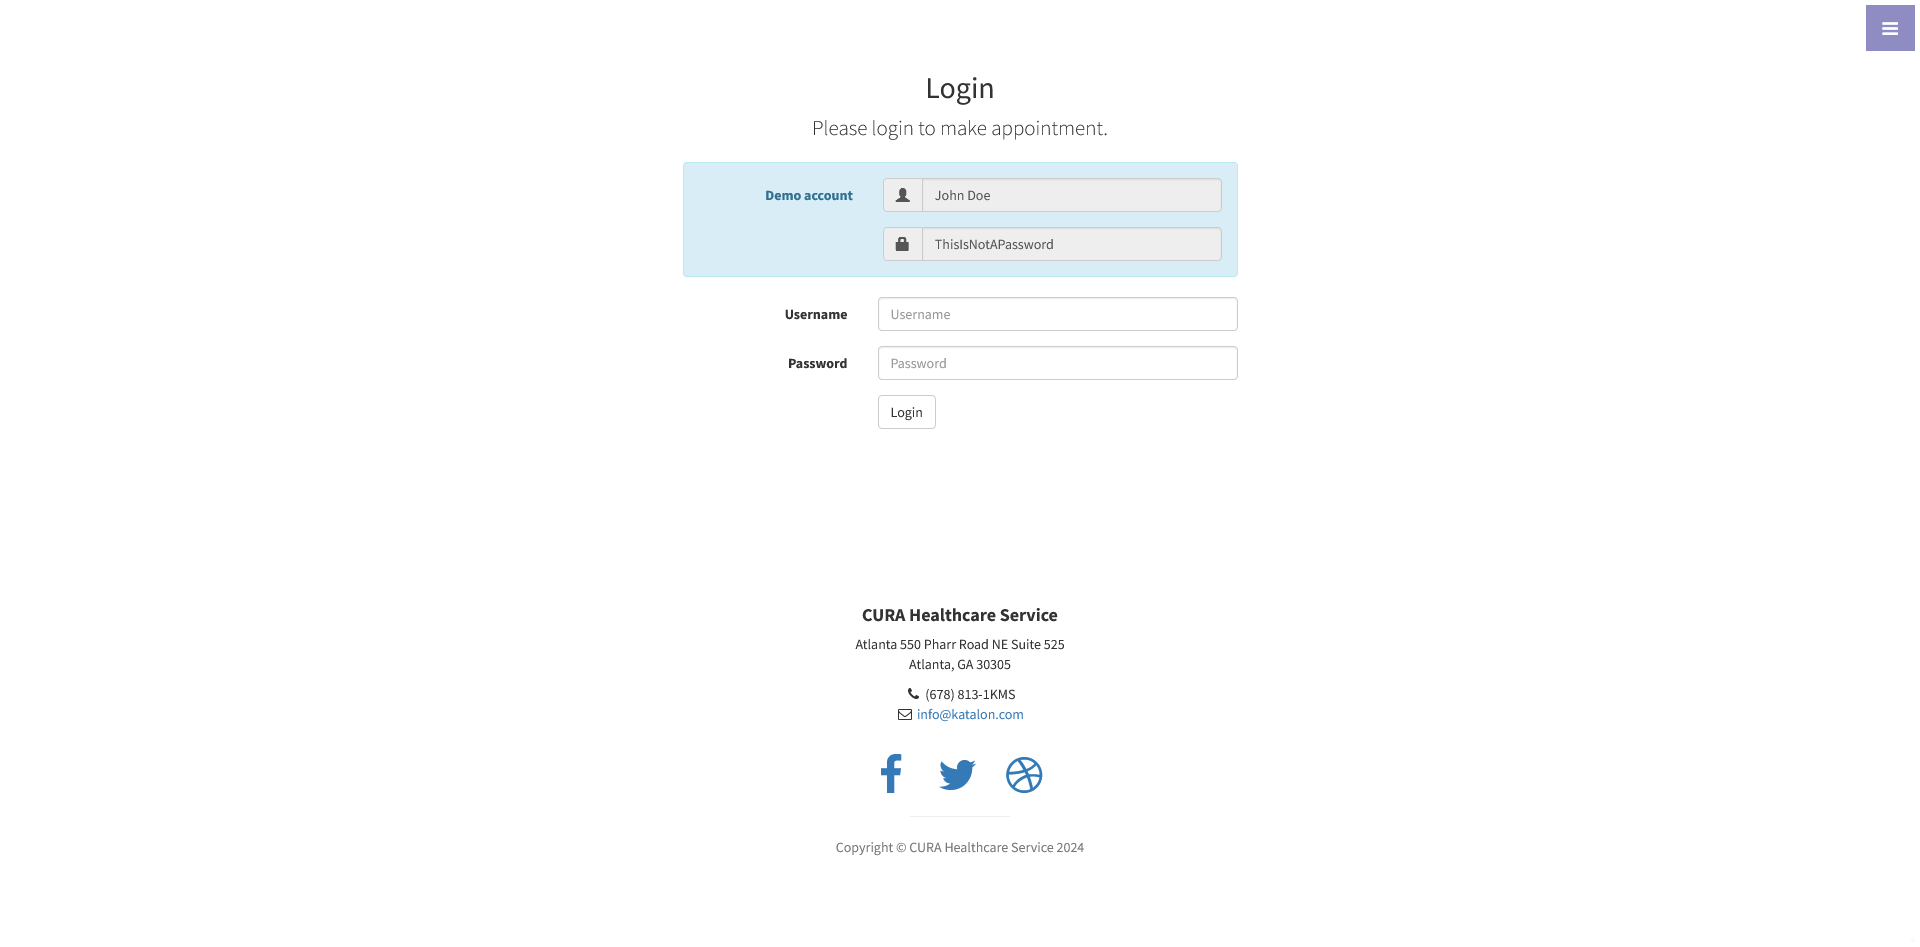 Login
Please login to make appointment.
Demo account
John Doe
ThisIsNotAPassword
Username
Username
Password
Password
Login
CURA Healthcare Service
Atlanta 550 Pharr Road NE Suite 525
Atlanta, GA 30305
(678) 813-1KMS
info@katalon.com
Copyright © CURA Healthcare Service 2024